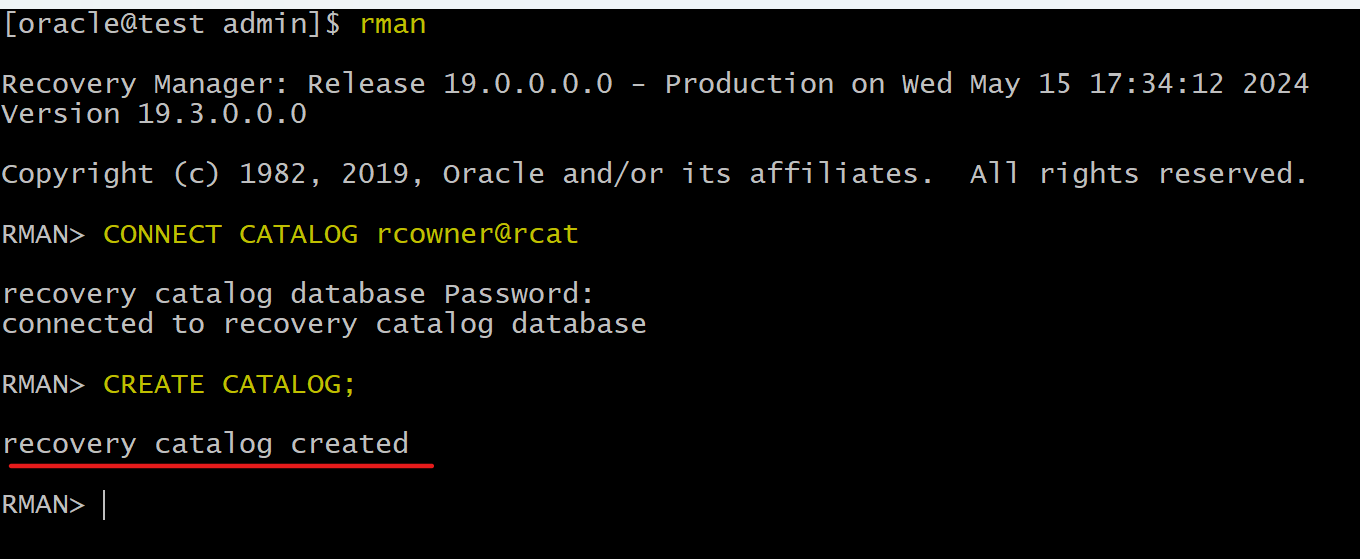 [oracle@test admin]$ rman
Recovery Manager: Release 19.0.0.0.0 - Production on Wed May 15 17:34:12 2024
Version 19.3.0.0.0
Copyright (c) 1982, 2019, Oracle and/or its affiliates.  All rights reserved.
RMAN> CONNECT CATALOG rcowner@rcat
recovery catalog database Password:
connected to recovery catalog database
RMAN> CREATE CATALOG;
recovery catalog created
RMAN>